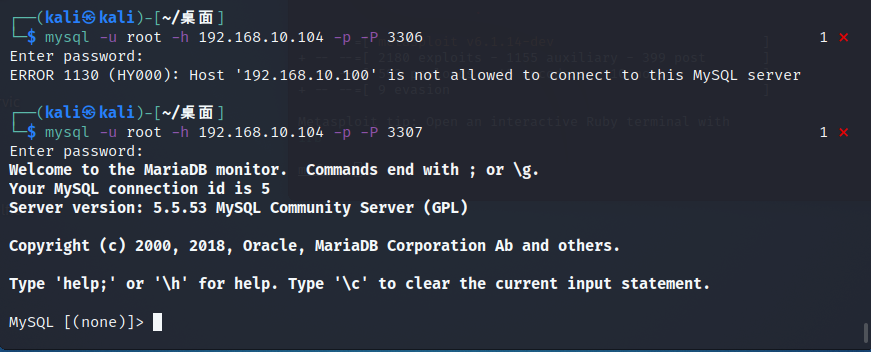 ┌──(kali㉿kali)-[~/桌面]
└─$ mysql -u root -h 192.168.10.104 -p -P 3306 1 ⨯
Enter password:
ERROR 1130 (HY000): Host '192.168.10.100' is not allowed to connect to this MySQL server
┌──(kali㉿kali)-[~/桌面]
└─$ mysql -u root -h 192.168.10.104 -p -P 3307 1 ⨯
Enter password:
Welcome to the MariaDB monitor.  Commands end with ; or \g.
Your MySQL connection id is 5
Server version: 5.5.53 MySQL Community Server (GPL)
Copyright (c) 2000, 2018, Oracle, MariaDB Corporation Ab and others.
Type 'help;' or '\h' for help. Type '\c' to clear the current input statement.
MySQL [(none)]>